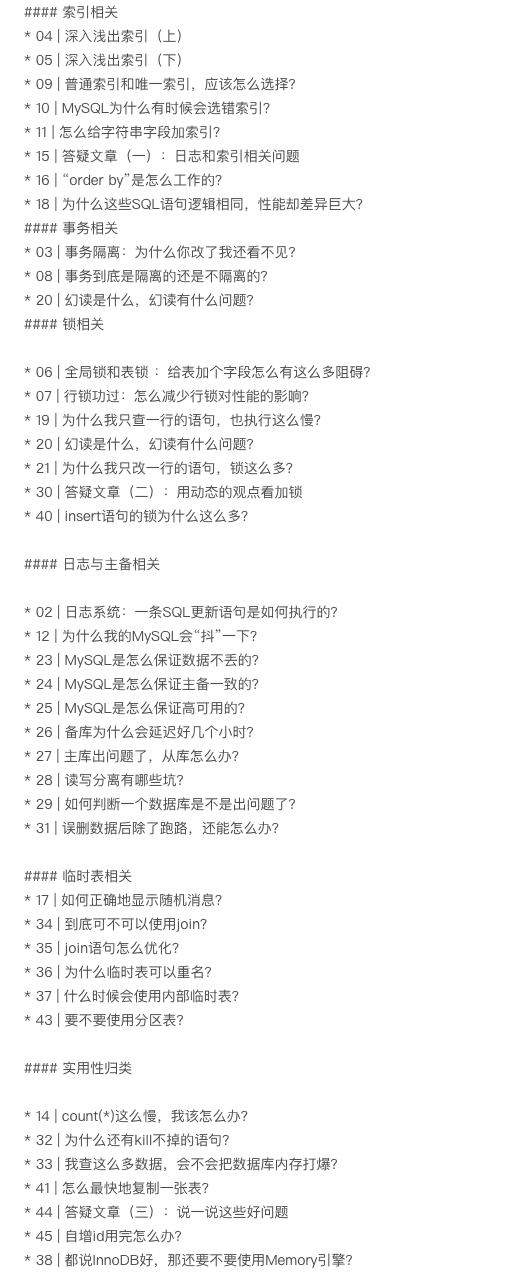 #### 索引相关
* 04 | 深入浅出索引（上）
* 05 | 深入浅出索引（下）
* 09 | 普通索引和唯一索引，应该怎么选择？
* 10 | MySQL为什么有时候会选错索引？
* 11 | 怎么给字符串字段加索引？
* 15 | 答疑文章（一）：日志和索引相关问题
* 16 | “order by”是怎么工作的？
* 18 | 为什么这些SQL语句逻辑相同，性能却差异巨大？
#### 事务相关
* 03 | 事务隔离：为什么你改了我还看不见？
* 08 | 事务到底是隔离的还是不隔离的？
* 20 | 幻读是什么，幻读有什么问题？
#### 锁相关
* 06 | 全局锁和表锁 ：给表加个字段怎么有这么多阻碍？
* 07 | 行锁功过：怎么减少行锁对性能的影响？
* 19 | 为什么我只查一行的语句，也执行这么慢？
* 20 | 幻读是什么，幻读有什么问题？
* 21 | 为什么我只改一行的语句，锁这么多？
* 30 | 答疑文章（二）：用动态的观点看加锁
* 40 | insert语句的锁为什么这么多？
#### 日志与主备相关
* 02 | 日志系统：一条SQL更新语句是如何执行的？
* 12 | 为什么我的MySQL会“抖”一下？
* 23 | MySQL是怎么保证数据不丢的？
* 24 | MySQL是怎么保证主备一致的？
* 25 | MySQL是怎么保证高可用的？
* 26 | 备库为什么会延迟好几个小时？
* 27 | 主库出问题了，从库怎么办？
* 28 | 读写分离有哪些坑？
* 29 | 如何判断一个数据库是不是出问题了？
* 31 | 误删数据后除了跑路，还能怎么办？
#### 临时表相关
* 17 | 如何正确地显示随机消息？
* 34 | 到底可不可以使用join？
* 35 | join语句怎么优化？
* 36 | 为什么临时表可以重名？
* 37 | 什么时候会使用内部临时表？
* 43 | 要不要使用分区表？
#### 实用性归类
* 14 | count(*)这么慢，我该怎么办？
* 32 | 为什么还有kill不掉的语句？
* 33 | 我查这么多数据，会不会把数据库内存打爆？
* 41 | 怎么最快地复制一张表？
* 44 | 答疑文章（三）：说一说这些好问题
* 45 | 自增id用完怎么办？
* 38 | 都说InnoDB好，那还要不要使用Memory引擎？